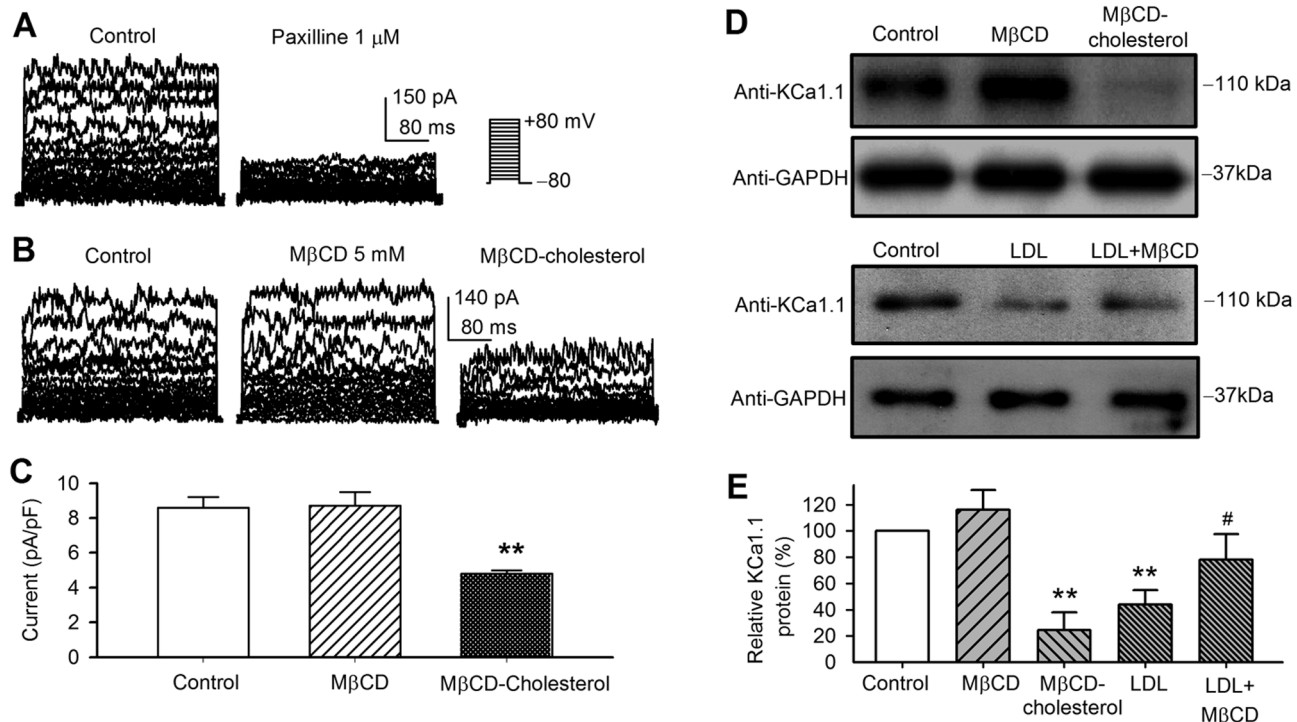 A
Control
Paxilline 1 μM
150 pA
80 ms
+80 mV
−80
B
Control
MβCD 5 mM
MβCD-cholesterol
140 pA
80 ms
C
Current (pA/pF)
10
8
6
4
2
0
**
Control
MβCD
MβCD-Cholesterol
D
Control
MβCD
MβCD-
cholesterol
Anti-KCa1.1
−110 kDa
Anti-GAPDH
−37kDa
Control
LDL
LDL+MβCD
Anti-KCa1.1
−110 kDa
Anti-GAPDH
−37kDa
E
Relative KCa1.1
protein (%)
120
100
80
60
40
20
0
**
**
#
Control
MβCD
MβCD-
cholesterol
LDL
LDL+
MβCD